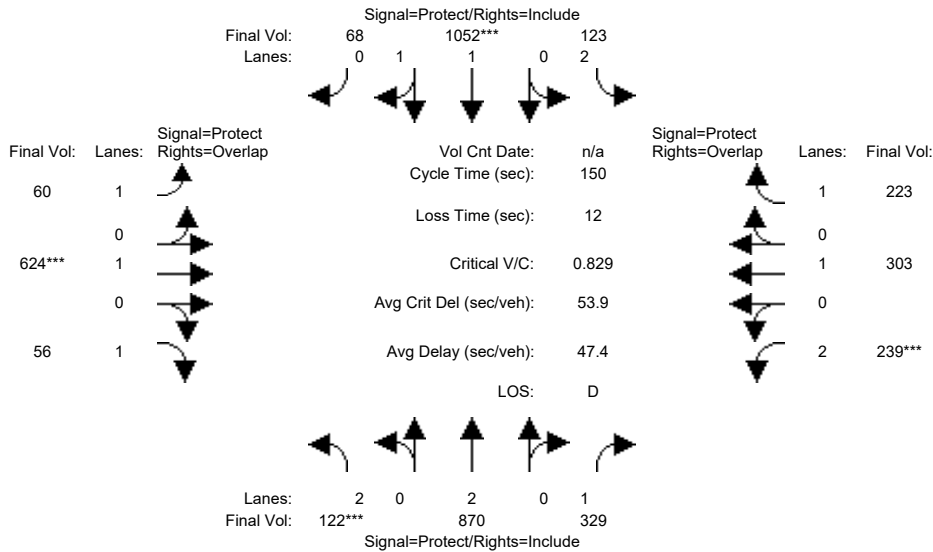 Signal=Protect/Rights=Include
Final Vol: 68 1052*** 123
Lanes: 0 1 1 0 2
Signal=Protect Signal=Protect
Final Vol: Lanes: Rights=Overlap Vol Cnt Date: n/a Rights=Overlap Lanes: Final Vol:
Cycle Time (sec): 150
60 1 1 223
Loss Time (sec): 12
0 0
624*** 1 Critical V/C: 0.829 1 303
0 Avg Crit Del (sec/veh): 53.9 0
56 1 Avg Delay (sec/veh): 47.4 2 239***
LOS: D
Lanes: 2 0 2 0 1
Final Vol: 122*** 870 329
Signal=Protect/Rights=Include